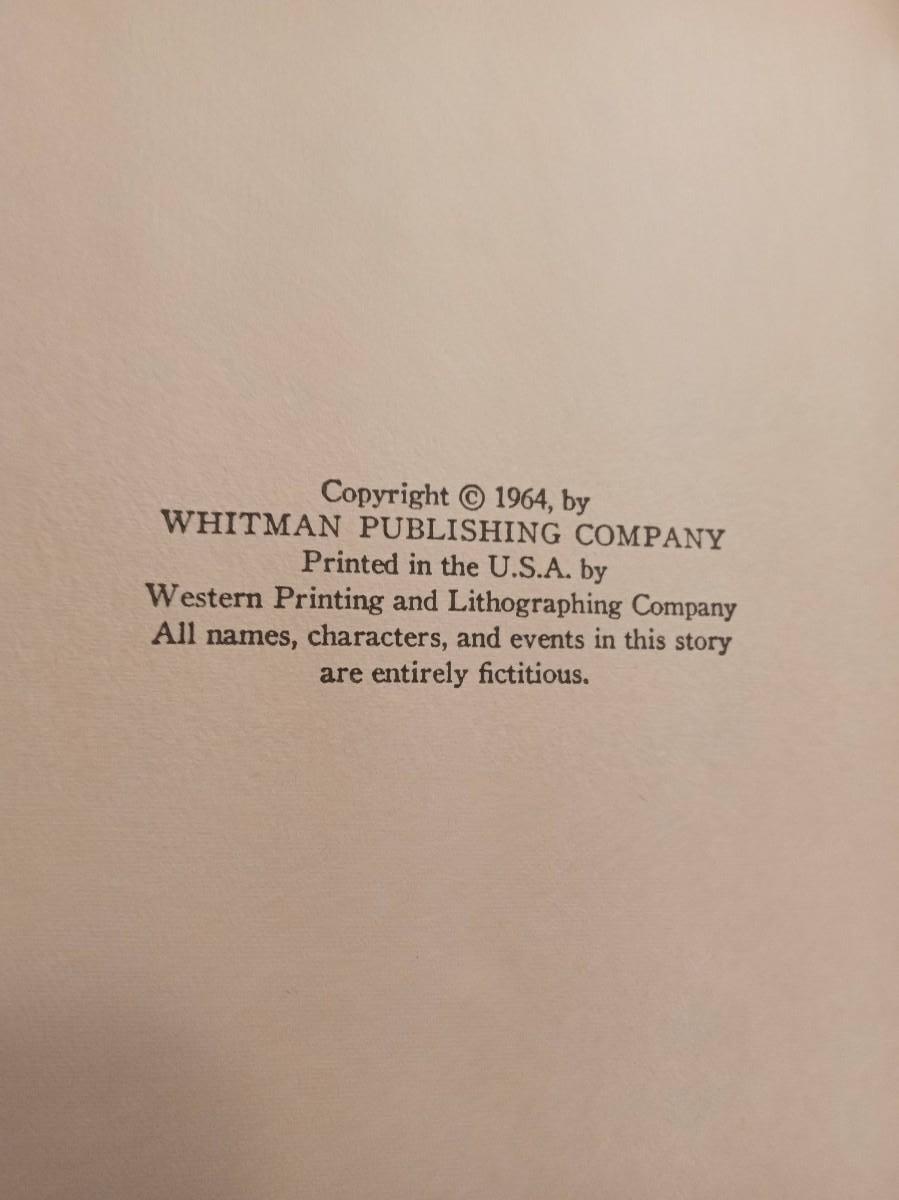 Copyright © 1964, by
WHITMAN PUBLISHING COMPANY
Printed in the U.S.A. by
Western Printing and Lithographing Company
All names, characters, and events in this story
are entirely fictitious.